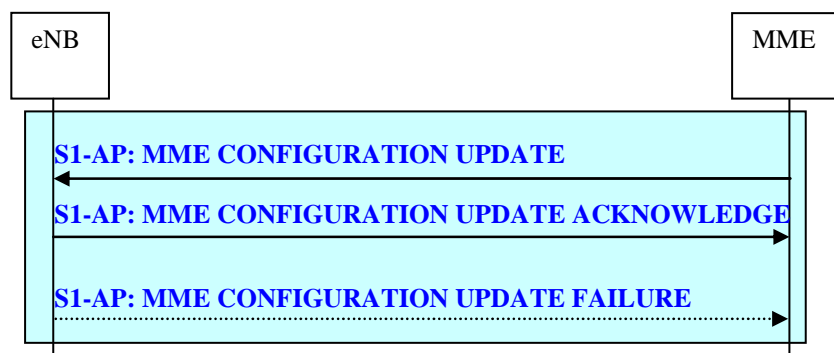 eNB
MME
S1-AP: MME CONFIGURATION UPDATE
S1-AP: MME CONFIGURATION UPDATE ACKNOWLEDGE
S1-AP: MME CONFIGURATION UPDATE FAILURE